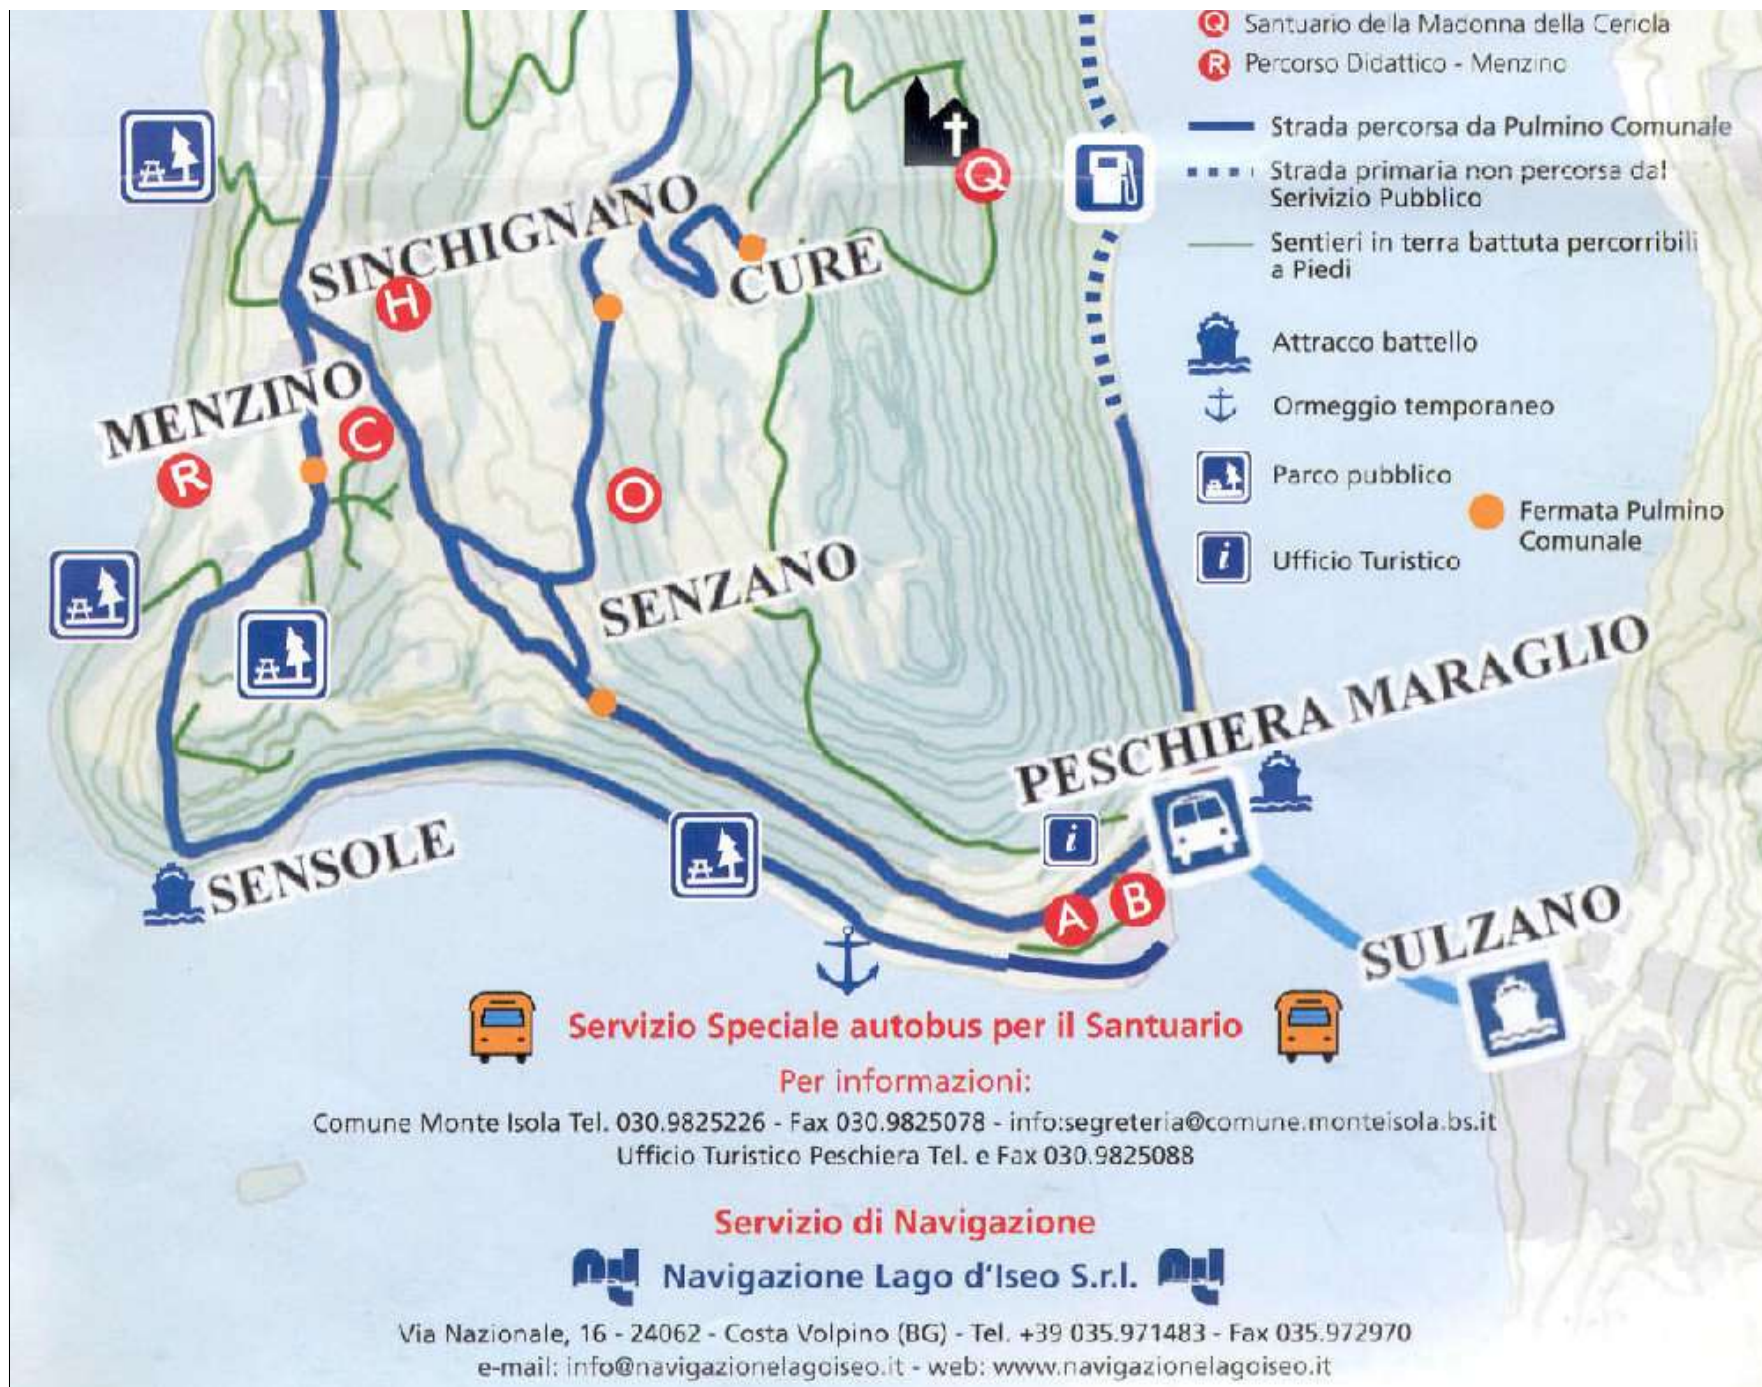 Q Santuario della Madonna della Ceriola
R Percorso Didattico - Menzino
Strada percorsa da Pulmino Comunale
Strada primaria non percorsa dal
Serivizio Pubblico
Sentieri in terra battuta percorribili
a Piedi
Attracco battello
Ormeggio temporaneo
Parco pubblico
Fermata Pulmino
Comunale
i Ufficio Turistico
Q
SINCHIGNANO
H
CURE
MENZINO
C
R
O
SENZANO
PESCHIERA MARAGLIO
i
SENSOLE
A
B
SULZANO
Servizio Speciale autobus per il Santuario
Per informazioni:
Comune Monte Isola Tel. 030.9825226 - Fax 030.9825078 - info:segreteria@comune.monteisola.bs.it
Ufficio Turistico Peschiera Tel. e Fax 030.9825088
Servizio di Navigazione
Navigazione Lago d'Iseo S.r.l.
Via Nazionale, 16 - 24062 - Costa Volpino (BG) - Tel. +39 035.971483 - Fax 035.972970
e-mail: info@navigazionelagoiseo.it - web: www.navigazionelagoiseo.it